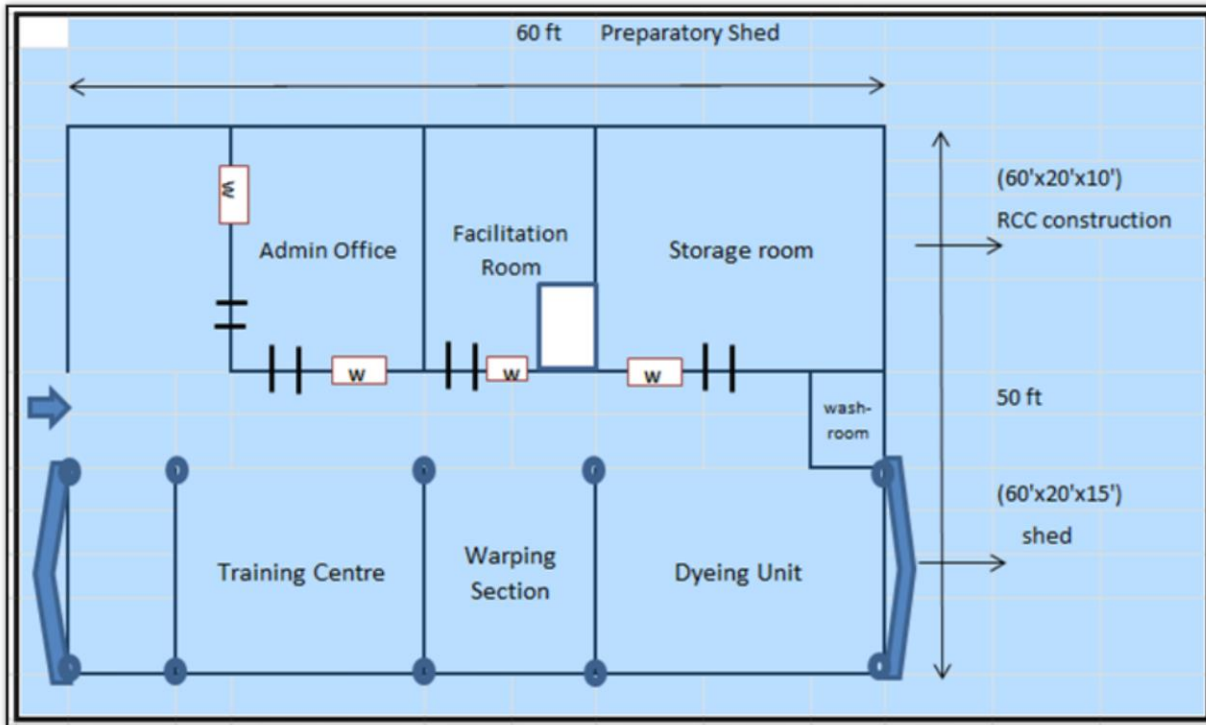 60 ft Preparatory Shed
(60'x20'x10')
RCC construction
W
Admin Office
Facilitation
Room
Storage room
W
W
W
wash-
room
50 ft
(60'x20'x15')
shed
Training Centre
Warping
Section
Dyeing Unit